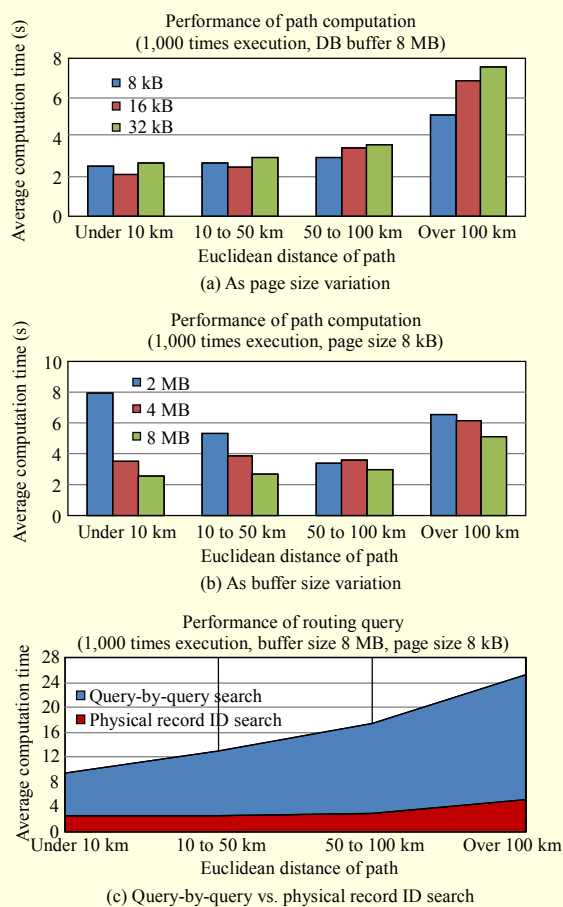 Performance of path computation
(1,000 times execution, DB buffer 8 MB)
Average computation time (s)
8
6
4
2
0
8 kB
16 kB
32 kB
Under 10 km
10 to 50 km
50 to 100 km
Over 100 km
Euclidean distance of path
(a) As page size variation
Performance of path computation
(1,000 times execution, page size 8 kB)
Average computation time (s)
10
8
6
4
2
0
2 MB
4 MB
8 MB
Under 10 km
10 to 50 km
50 to 100 km
Over 100 km
Euclidean distance of path
(b) As buffer size variation
Performance of routing query
(1,000 times execution, buffer size 8 MB, page size 8 kB)
Average computation time
28
24
20
16
12
8
4
0
Query-by-query search
Physical record ID search
Under 10 km
10 to 50 km
50 to 100 km
Over 100 km
Euclidean distance of path
(c) Query-by-query vs. physical record ID search